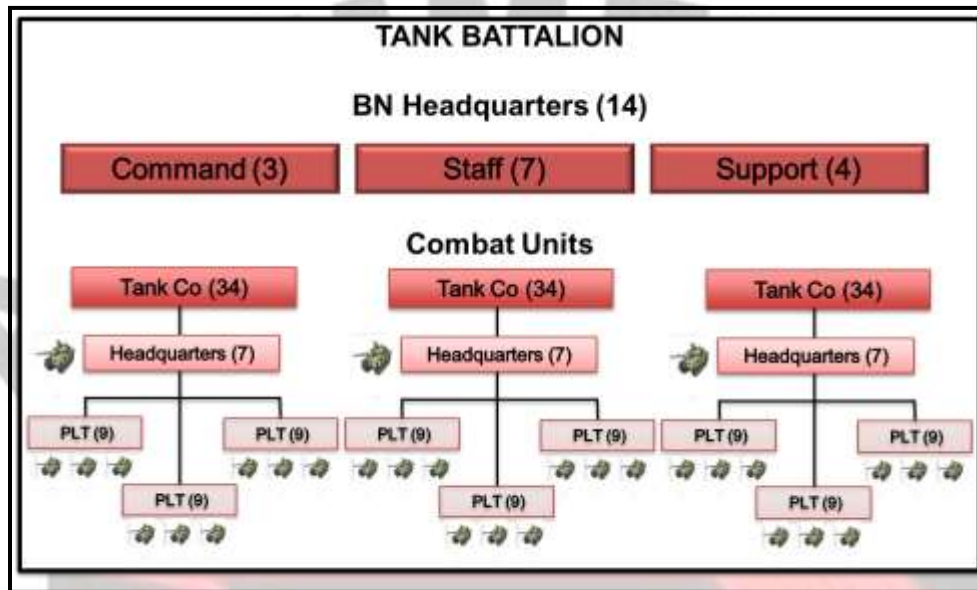 TANK BATTALION
BN Headquarters (14)
Command (3) Staff (7) Support (4)
Combat Units
Tank Co (34) Tank Co (34) Tank Co (34)
Headquarters (7) Headquarters (7) Headquarters (7)
PLT (9) PLT (9) PLT (9) PLT (9) PLT (9) PLT (9)
PLT (9) PLT (9) PLT (9)